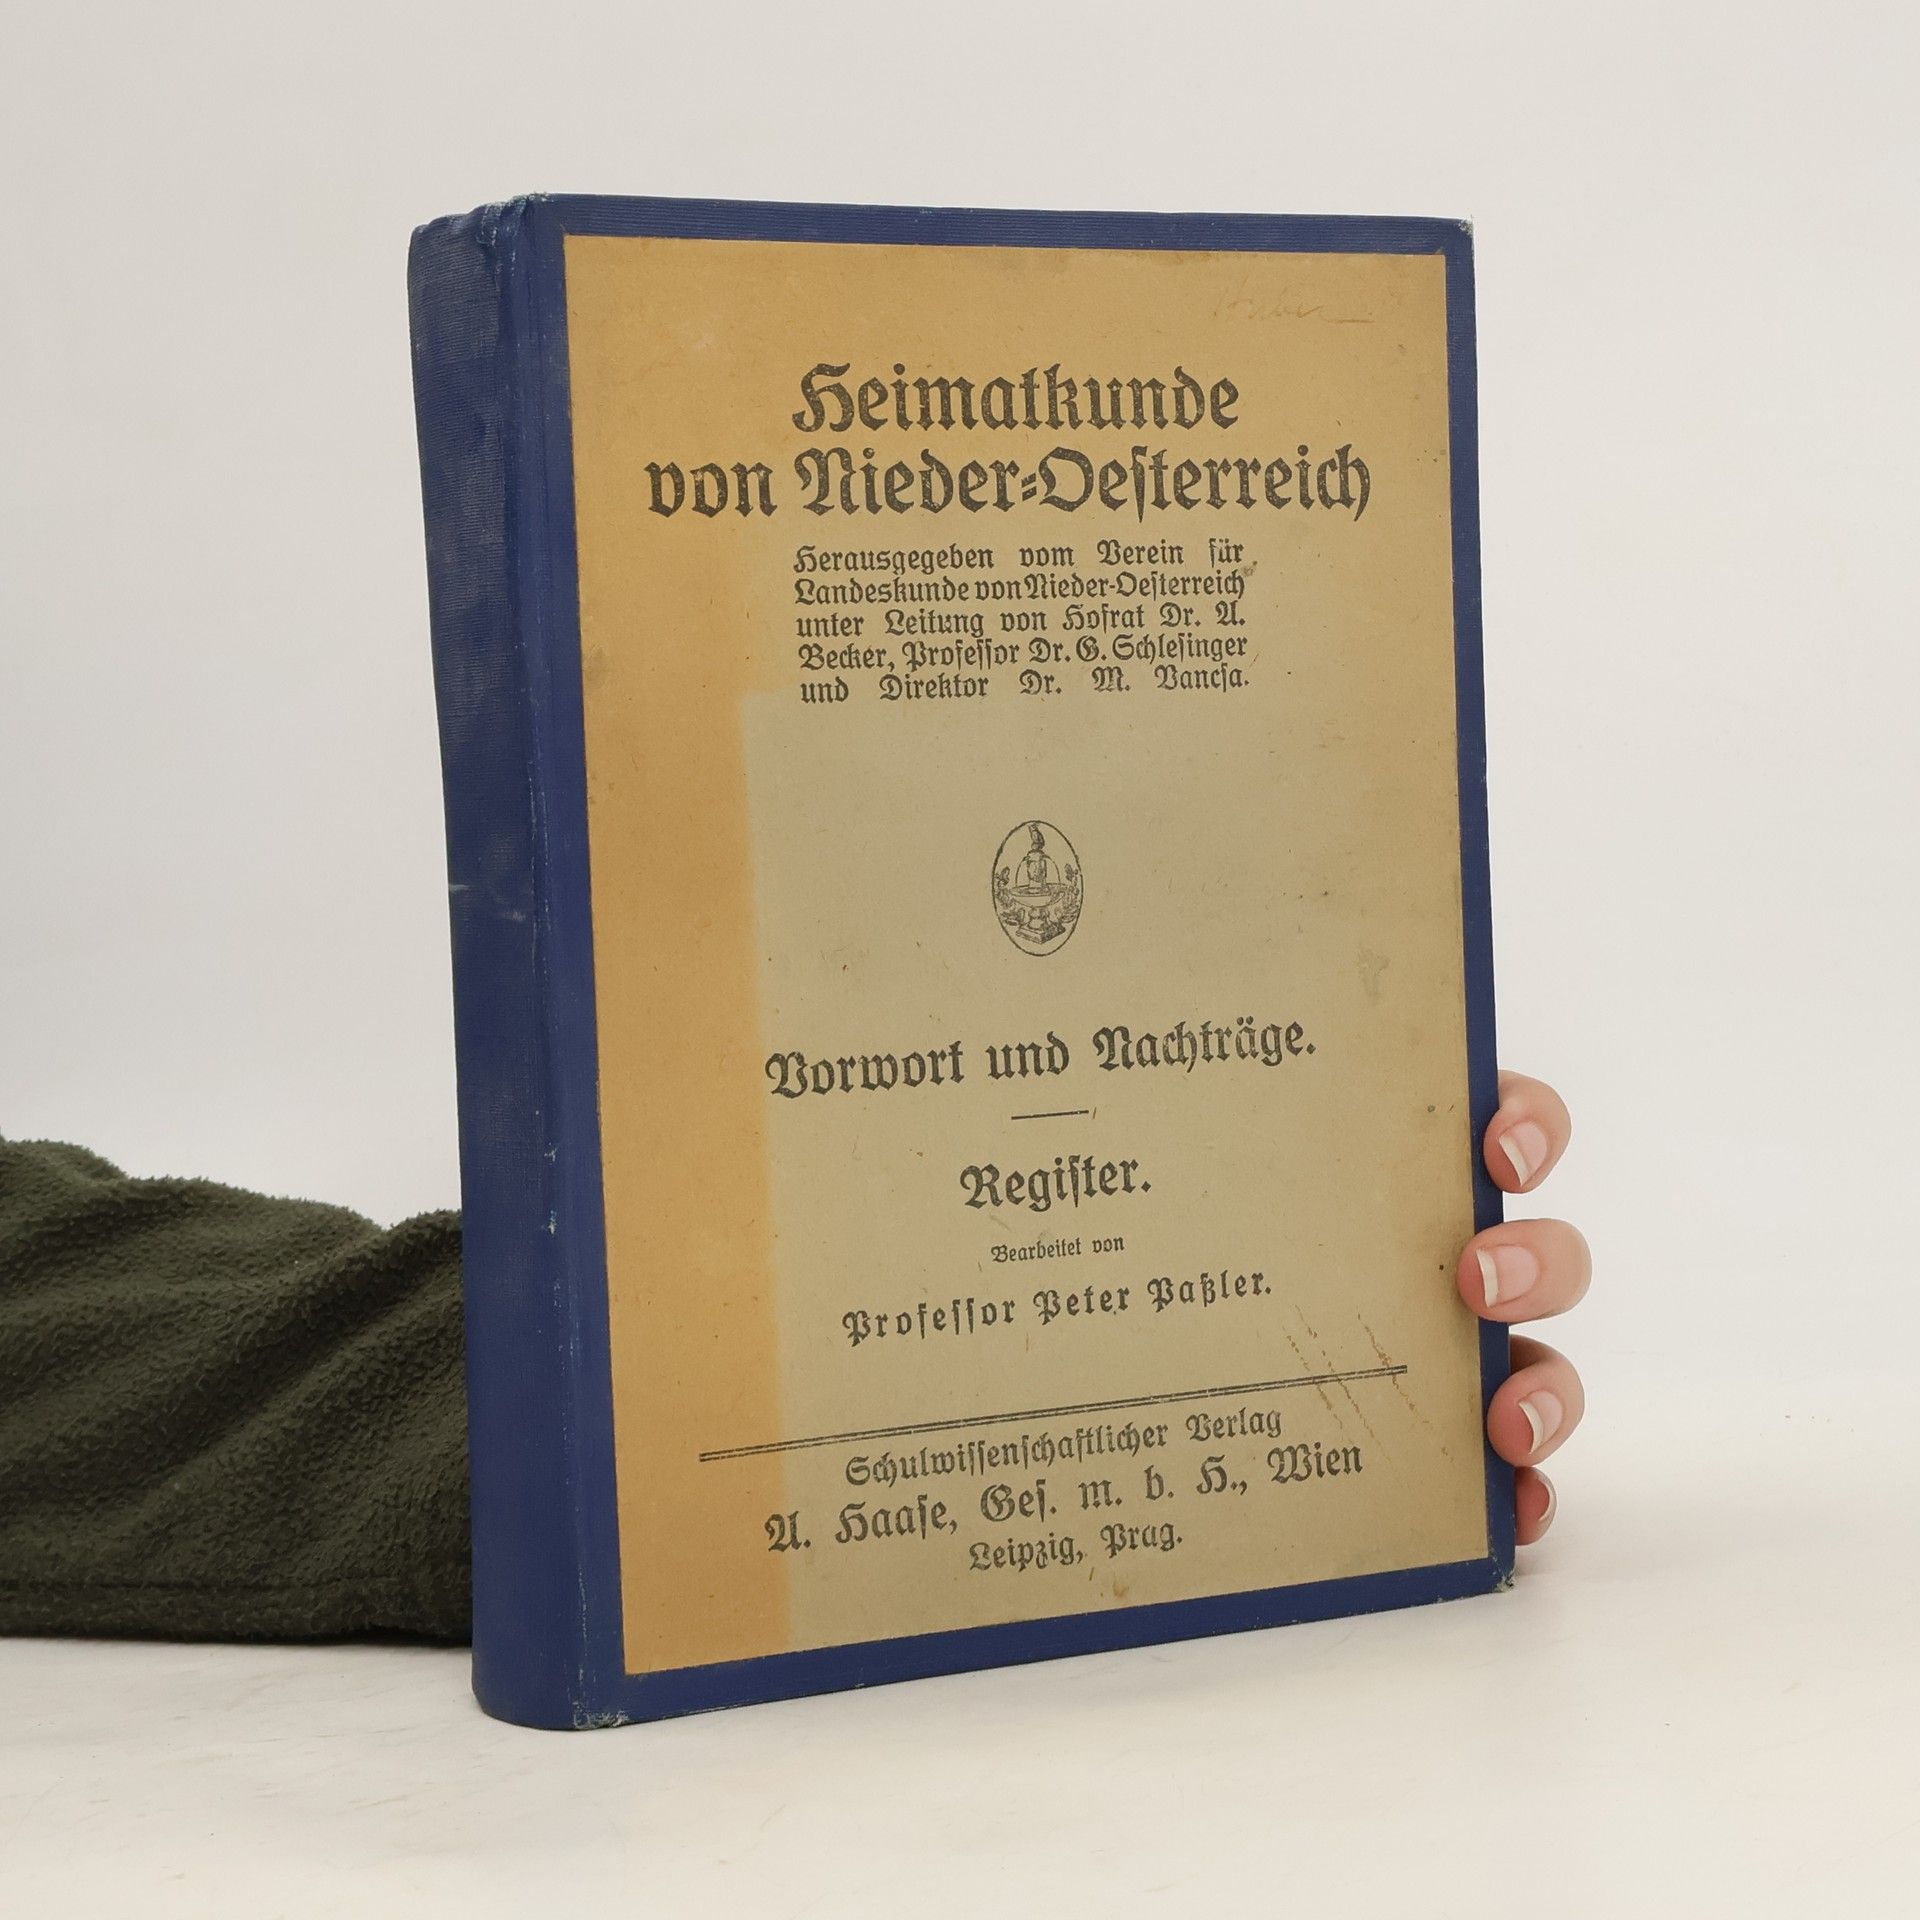 Huber
Heimatkunde
von Nieder-Oesterreich
Herausgegeben vom Verein für
Landeskunde von Nieder-Oesterreich
unter Leitung von Hofrat Dr. A.
Becker, Professor Dr. G. Schlesinger
und Direktor Dr. M. Vancsa.
Vorwort und Nachträge.
Register.
Bearbeitet von
Professor Peter Paßler.
Schulwissenschaftlicher Verlag
A. Haase, Ges. m. b. H., Wien
Leipzig, Prag.